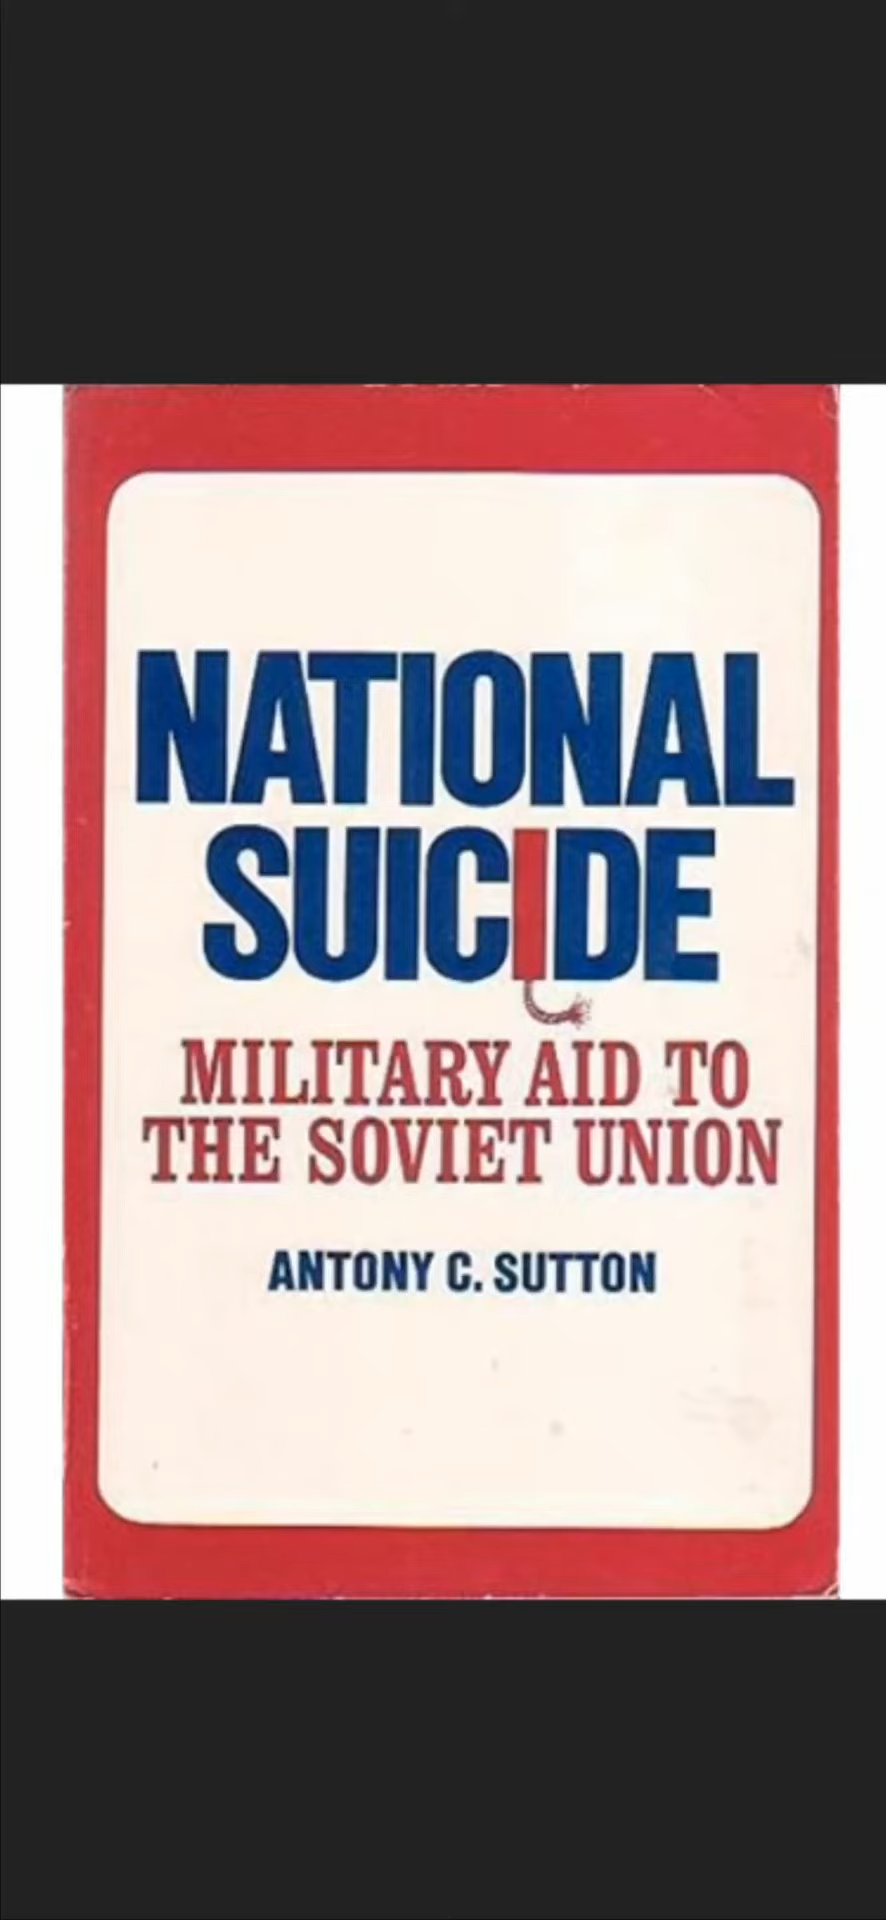 NATIONAL
SUICIDE
MILITARY AID TO
THE SOVIET UNION
ANTONY C. SUTTON